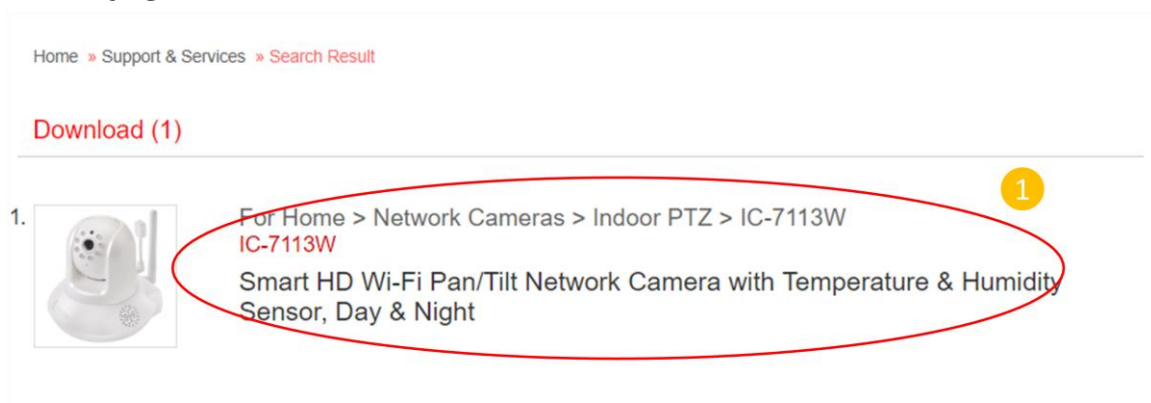 Home » Support & Services » Search Result
Download (1)
1
1.
For Home > Network Cameras > Indoor PTZ > IC-7113W
IC-7113W
Smart HD Wi-Fi Pan/Tilt Network Camera with Temperature & Humidity
Sensor, Day & Night